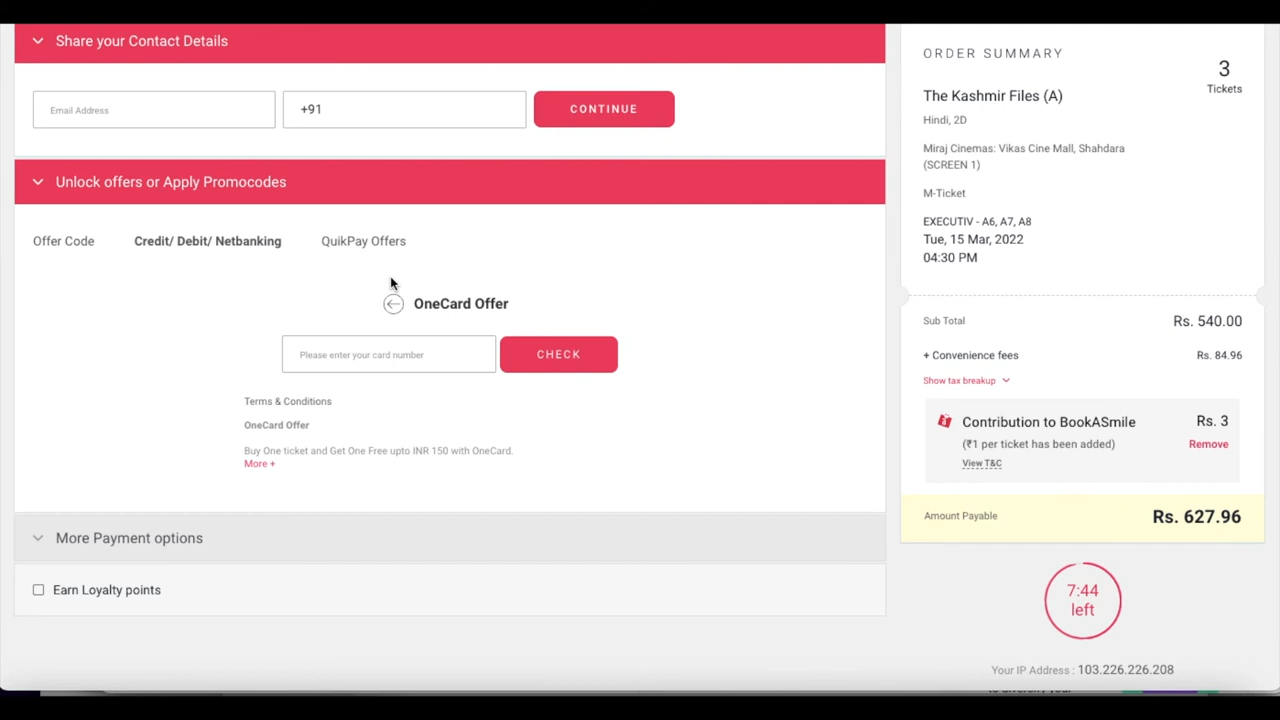 Share your Contact Details
Email Address
+91
CONTINUE
Unlock offers or Apply Promocodes
Offer Code
Credit/ Debit/ Netbanking
QuikPay Offers
OneCard Offer
Please enter your card number
CHECK
Terms & Conditions
OneCard Offer
Buy One ticket and Get One Free upto INR 150 with OneCard.
More +
More Payment options
Earn Loyalty points
ORDER SUMMARY
3
Tickets
The Kashmir Files (A)
Hindi, 2D
Miraj Cinemas: Vikas Cine Mall, Shahdara
(SCREEN 1)
M-Ticket
EXECUTIV - A6, A7, A8
Tue, 15 Mar, 2022
04:30 PM
Sub Total Rs. 540.00
+ Convenience fees Rs. 84.96
Show tax breakup
Contribution to BookASmile Rs. 3
(₹1 per ticket has been added) Remove
View T&C
Amount Payable Rs. 627.96
7:44
left
Your IP Address : 103.226.226.208